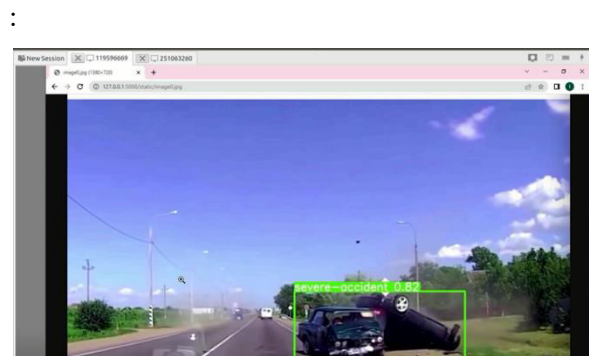 :
New Session 119596669 251063260
image0.jpg (1280×720)
127.0.0.1:5000/static/image0.jpg
severe-accident 0.82